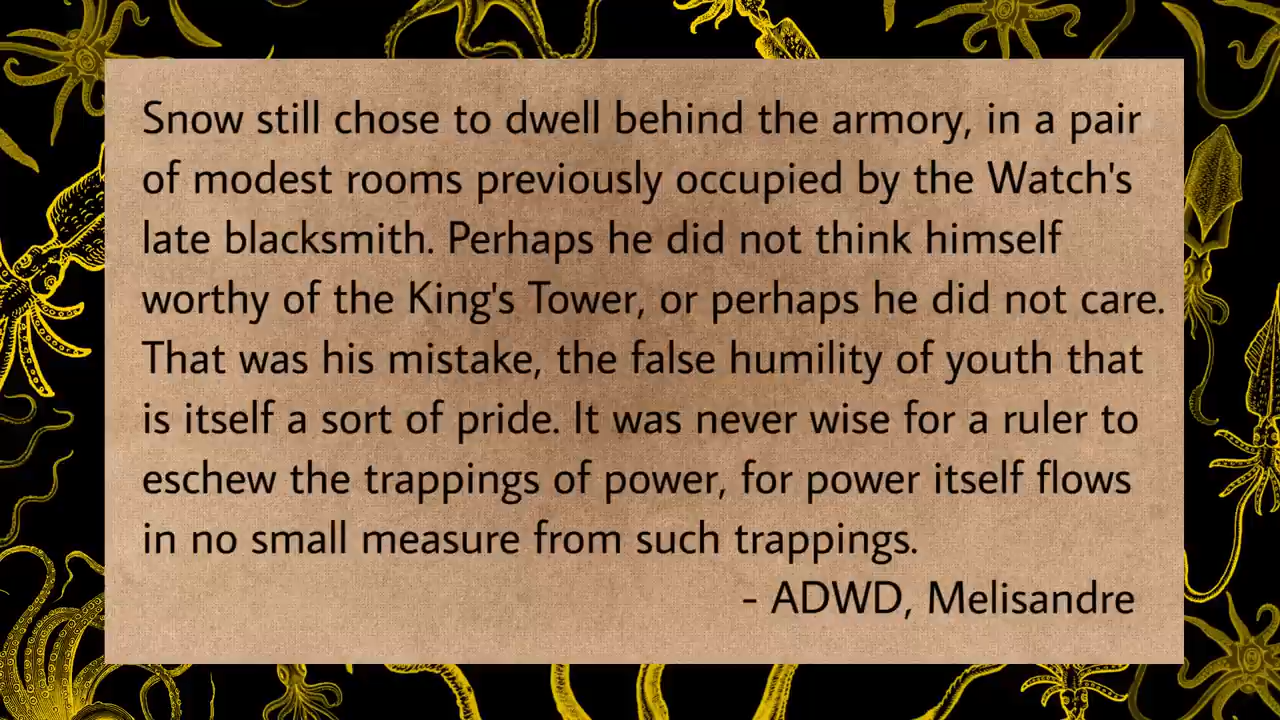 Snow still chose to dwell behind the armory, in a pair
of modest rooms previously occupied by the Watch's
late blacksmith. Perhaps he did not think himself
worthy of the King's Tower, or perhaps he did not care.
That was his mistake, the false humility of youth that
is itself a sort of pride. It was never wise for a ruler to
eschew the trappings of power, for power itself flows
in no small measure from such trappings.
- ADWD, Melisandre